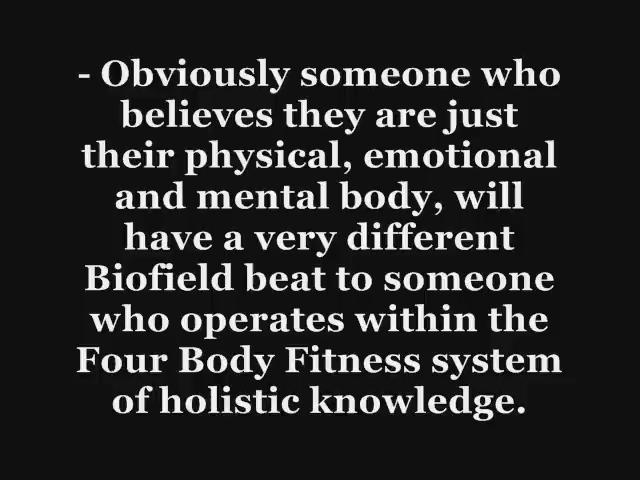 - Obviously someone who
believes they are just
their physical, emotional
and mental body, will
have a very different
Biofield beat to someone
who operates within the
Four Body Fitness system
of holistic knowledge.